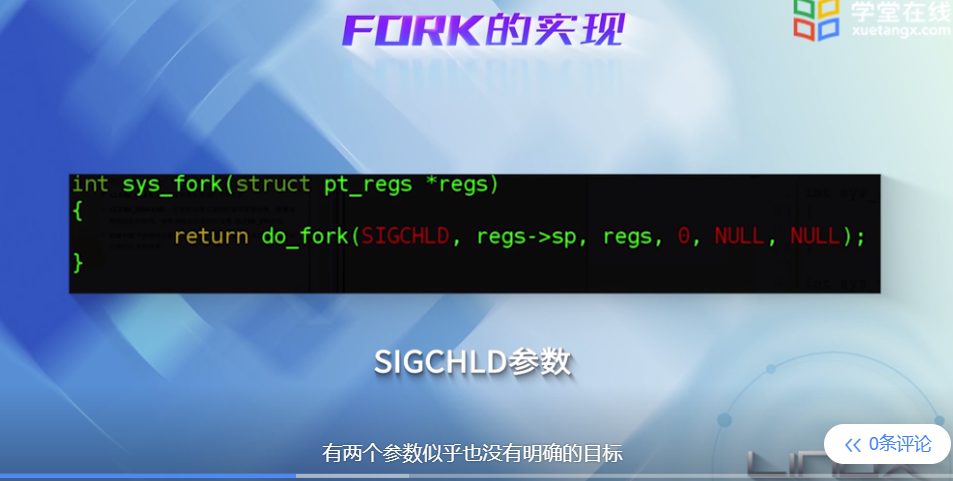 FORK的实现
学堂在线
xuetangx.com
int sys_fork(struct pt_regs *regs)
{
return do_fork(SIGCHLD, regs->sp, regs, 0, NULL, NULL);
}
SIGCHLD参数
0条评论
有两个参数似乎也没有明确的目标